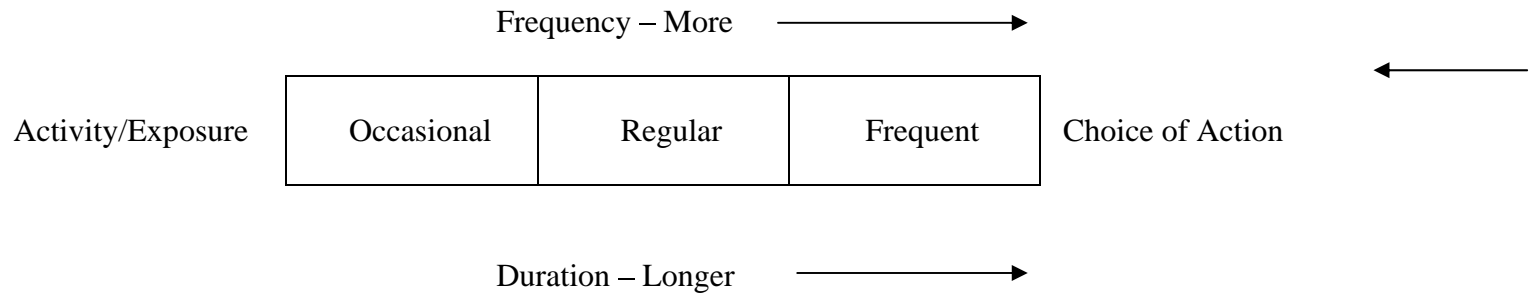 Frequency – More
Activity/Exposure Occasional Regular Frequent Choice of Action
Duration – Longer